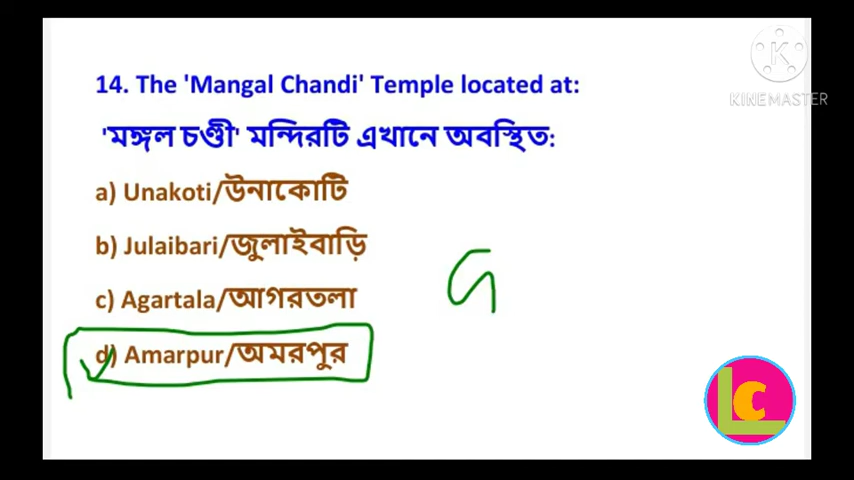 K
KINEMASTER
14. The 'Mangal Chandi' Temple located at:
'মঙ্গল চণ্ডী' মন্দিরটি এখানে অবস্থিত:
a) Unakoti/উনাকোটি
b) Julaibari/জুলাইবাড়ি
c) Agartala/আগরতলা
d) Amarpur/অমরপুর
LC